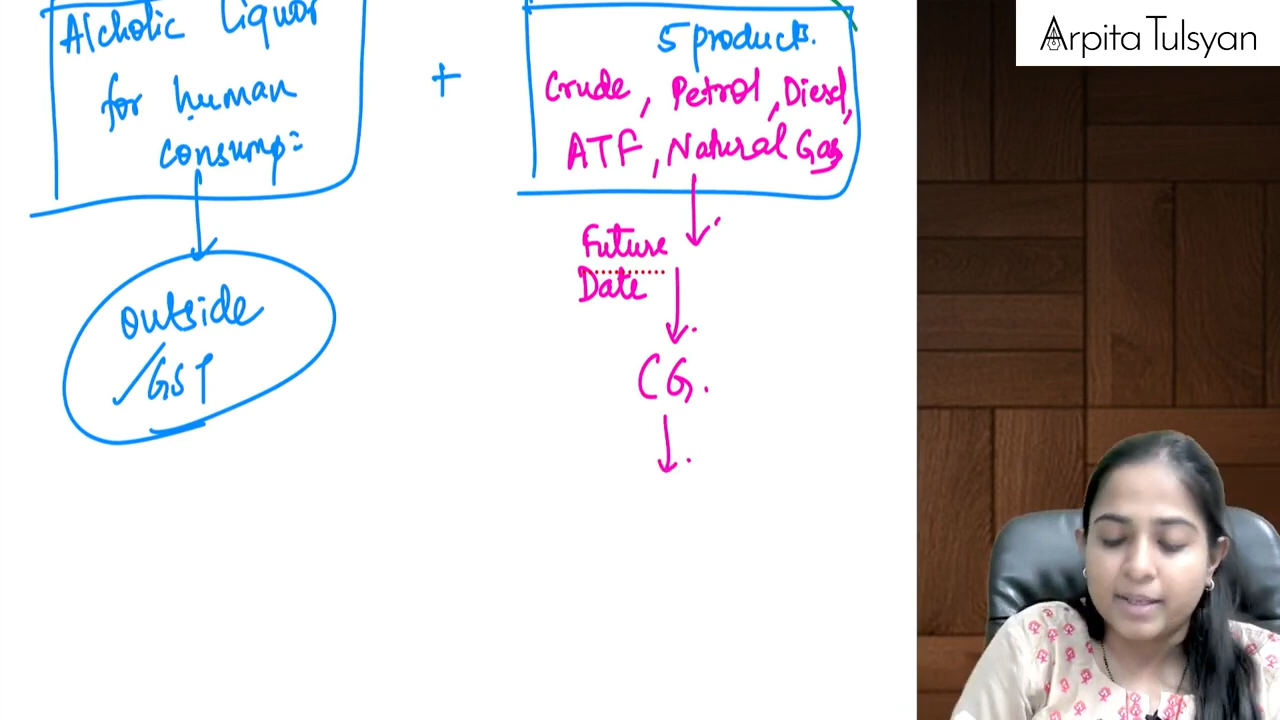 Arpita Tulsyan
Alcholic Liquor
for human
consump=
+
5 products.
Crude, Petrol, Diesel,
ATF, Natural Gas
outside
GST
Future
Date
CG.